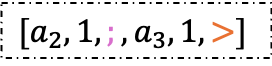 [a₂, 1, ; , a₃, 1, >]